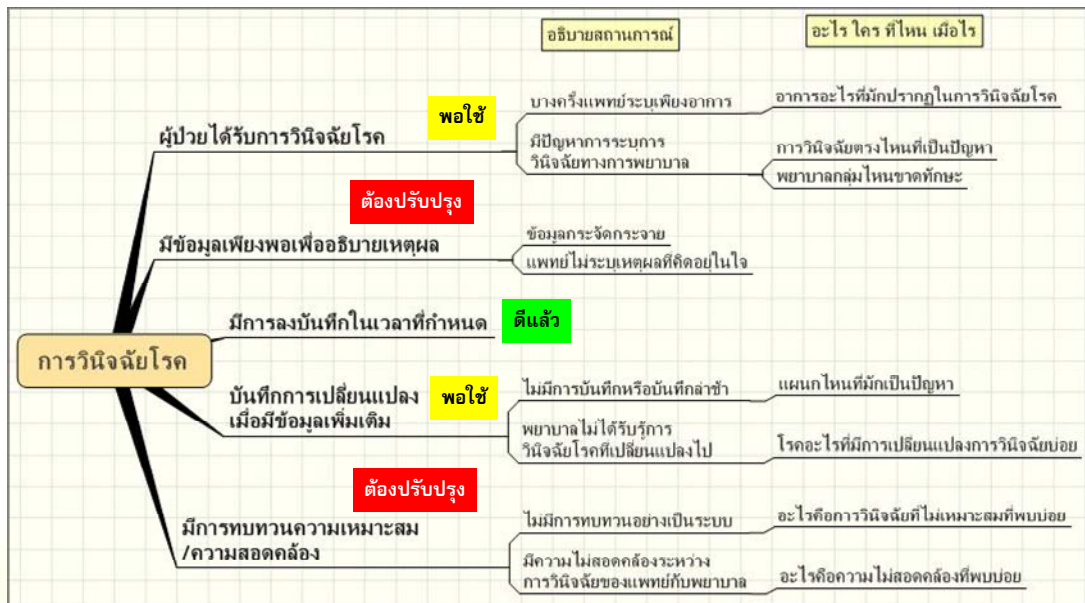 อธิบายสถานการณ์
อะไร ใคร ที่ไหน เมื่อไร
พอใช้
ผู้ป่วยได้รับการวินิจฉัยโรค
บางครั้งแพทย์ระบุเพียงอาการ
อาการอะไรที่มักปรากฏในการวินิจฉัยโรค
มีปัญหาการระบุการ
วินิจฉัยทางการพยาบาล
การวินิจฉัยตรงไหนที่เป็นปัญหา
พยาบาลกลุ่มไหนขาดทักษะ
ต้องปรับปรุง
มีข้อมูลเพียงพอเพื่ออธิบายเหตุผล
ข้อมูลกระจัดกระจาย
แพทย์ไม่ระบุเหตุผลที่คิดอยู่ในใจ
มีการลงบันทึกในเวลาที่กำหนด
ดีแล้ว
การวินิจฉัยโรค
บันทึกการเปลี่ยนแปลง
เมื่อมีข้อมูลเพิ่มเติม
พอใช้
ไม่มีการบันทึกหรือบันทึกล่าช้า
แผนกไหนที่มักเป็นปัญหา
พยาบาลไม่ได้รับรู้การ
วินิจฉัยโรคที่เปลี่ยนแปลงไป
โรคอะไรที่มีการเปลี่ยนแปลงการวินิจฉัยบ่อย
ต้องปรับปรุง
มีการทบทวนความเหมาะสม
/ความสอดคล้อง
ไม่มีการทบทวนอย่างเป็นระบบ
อะไรคือการวินิจฉัยที่ไม่เหมาะสมที่พบบ่อย
มีความไม่สอดคล้องระหว่าง
การวินิจฉัยของแพทย์กับพยาบาล
อะไรคือความไม่สอดคล้องที่พบบ่อย